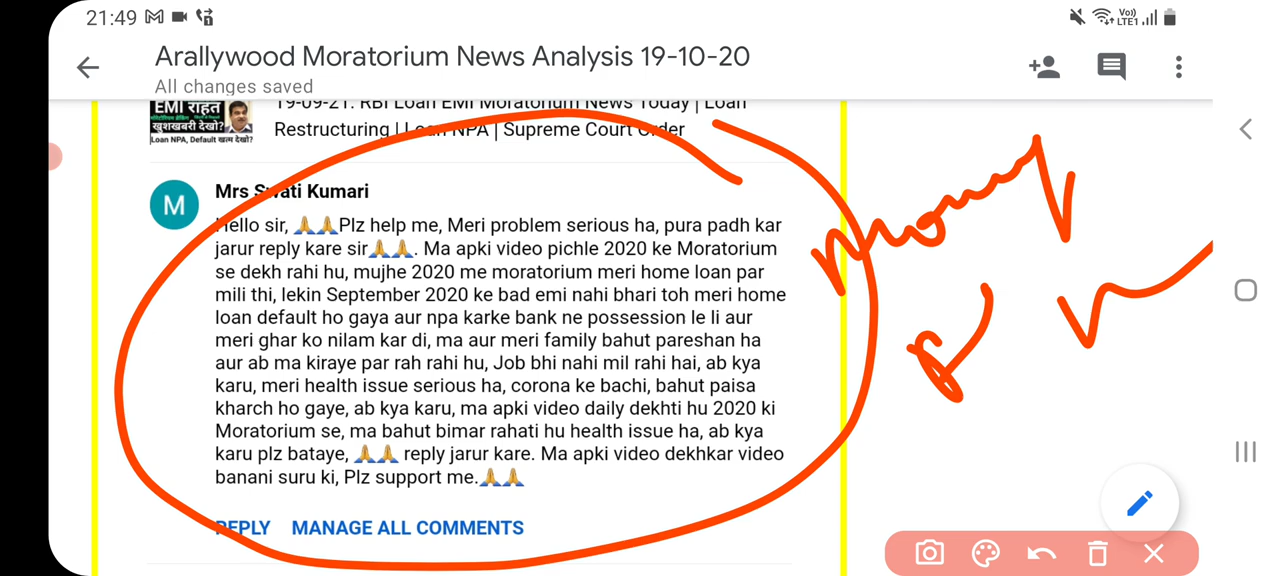 21:49
Vo)
LTE1
Arallywood Moratorium News Analysis 19-10-20
All changes saved
EMI राहत
खुशखबरी देखो?
Loan NPA, Default खत्म देखो?
19-09-21. RBI Loan EMI Moratorium News Today | Loan
Restructuring | Loan NPA | Supreme Court Order
M
Mrs Swati Kumari
Hello sir, 🙏🙏Plz help me, Meri problem serious ha, pura padh kar
jarur reply kare sir🙏🙏. Ma apki video pichle 2020 ke Moratorium
se dekh rahi hu, mujhe 2020 me moratorium meri home loan par
mili thi, lekin September 2020 ke bad emi nahi bhari toh meri home
loan default ho gaya aur npa karke bank ne possession le li aur
meri ghar ko nilam kar di, ma aur meri family bahut pareshan ha
aur ab ma kiraye par rah rahi hu, Job bhi nahi mil rahi hai, ab kya
karu, meri health issue serious ha, corona ke bachi, bahut paisa
kharch ho gaye, ab kya karu, ma apki video daily dekhti hu 2020 ki
Moratorium se, ma bahut bimar rahati hu health issue ha, ab kya
karu plz bataye, 🙏🙏 reply jarur kare. Ma apki video dekhkar video
banani suru ki, Plz support me.🙏🙏
REPLY MANAGE ALL COMMENTS